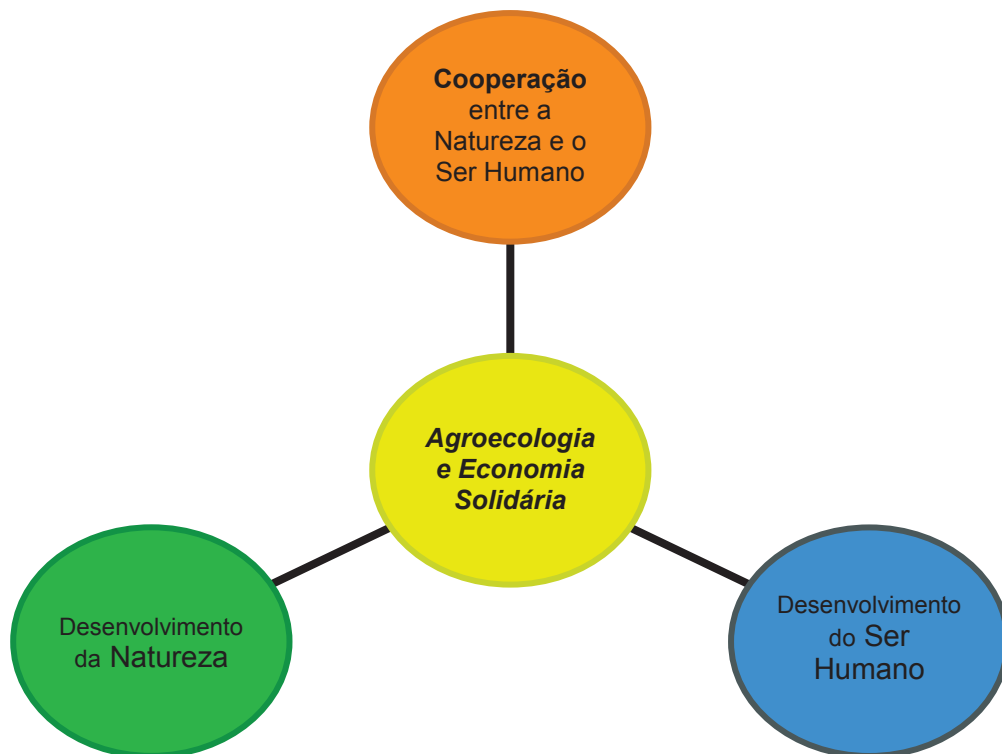 Cooperação
entre a
Natureza e o
Ser Humano
Agroecologia
e Economia
Solidária
Desenvolvimento
da Natureza
Desenvolvimento
do Ser
Humano